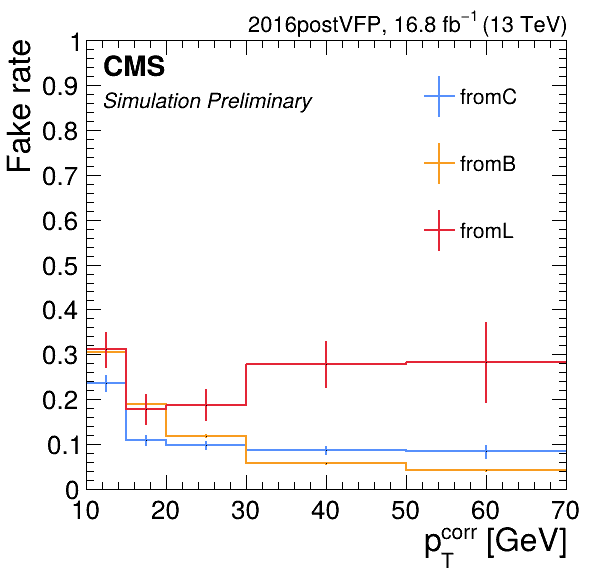 2016postVFP, 16.8 fb⁻¹ (13 TeV)
CMS
Simulation Preliminary
fromC
fromB
fromL
Fake rate
1
0.9
0.8
0.7
0.6
0.5
0.4
0.3
0.2
0.1
0
10 20 30 40 50 60 70
p_T^corr [GeV]